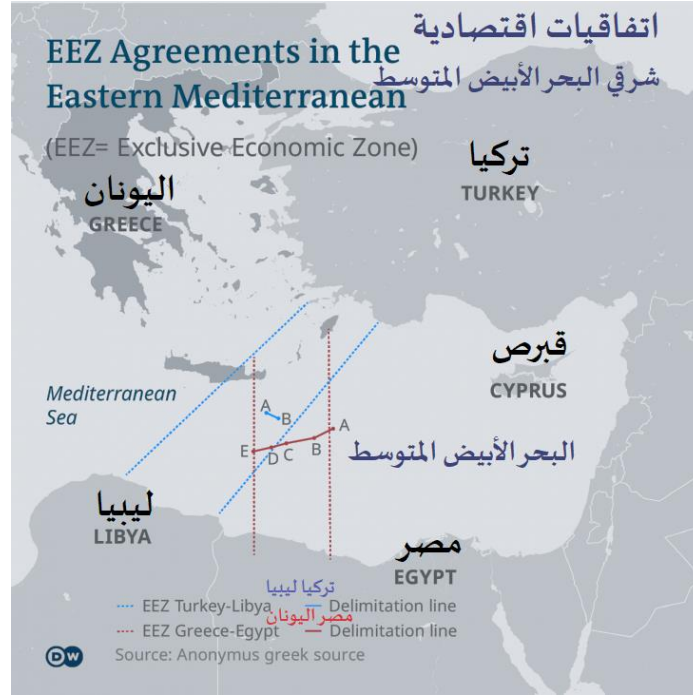 EEZ Agreements in the
Eastern Mediterranean
(EEZ= Exclusive Economic Zone)
اتفاقيات اقتصادية
شرقي البحر الأبيض المتوسط
تركيا
TURKEY
اليونان
GREECE
قبرص
CYPRUS
Mediterranean
Sea
A
B
A
B
C
D
E
البحر الأبيض المتوسط
ليبيا
LIBYA
مصر
EGYPT
تركيا ليبيا
EEZ Turkey-Libya
Delimitation line
مصر اليونان
EEZ Greece-Egypt
Delimitation line
DW
Source: Anonymus greek source